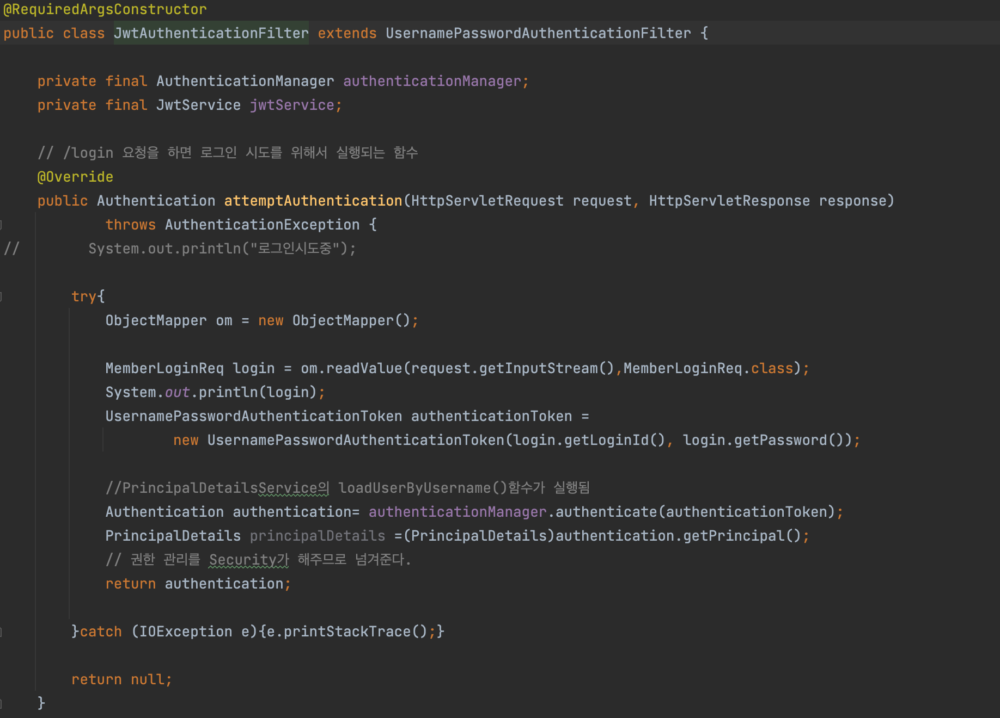 @RequiredArgsConstructor
public class JwtAuthenticationFilter extends UsernamePasswordAuthenticationFilter {
private final AuthenticationManager authenticationManager;
private final JwtService jwtService;
// /login 요청을 하면 로그인 시도를 위해서 실행되는 함수
@Override
public Authentication attemptAuthentication(HttpServletRequest request, HttpServletResponse response)
throws AuthenticationException {
// System.out.println("로그인시도중");
try{
ObjectMapper om = new ObjectMapper();
MemberLoginReq login = om.readValue(request.getInputStream(),MemberLoginReq.class);
System.out.println(login);
UsernamePasswordAuthenticationToken authenticationToken =
new UsernamePasswordAuthenticationToken(login.getLoginId(), login.getPassword());
//PrincipalDetailsService의 loadUserByUsername()함수가 실행됨
Authentication authentication= authenticationManager.authenticate(authenticationToken);
PrincipalDetails principalDetails =(PrincipalDetails)authentication.getPrincipal();
// 권한 관리를 Security가 해주므로 넘겨준다.
return authentication;
}catch (IOException e){e.printStackTrace();}
return null;
}